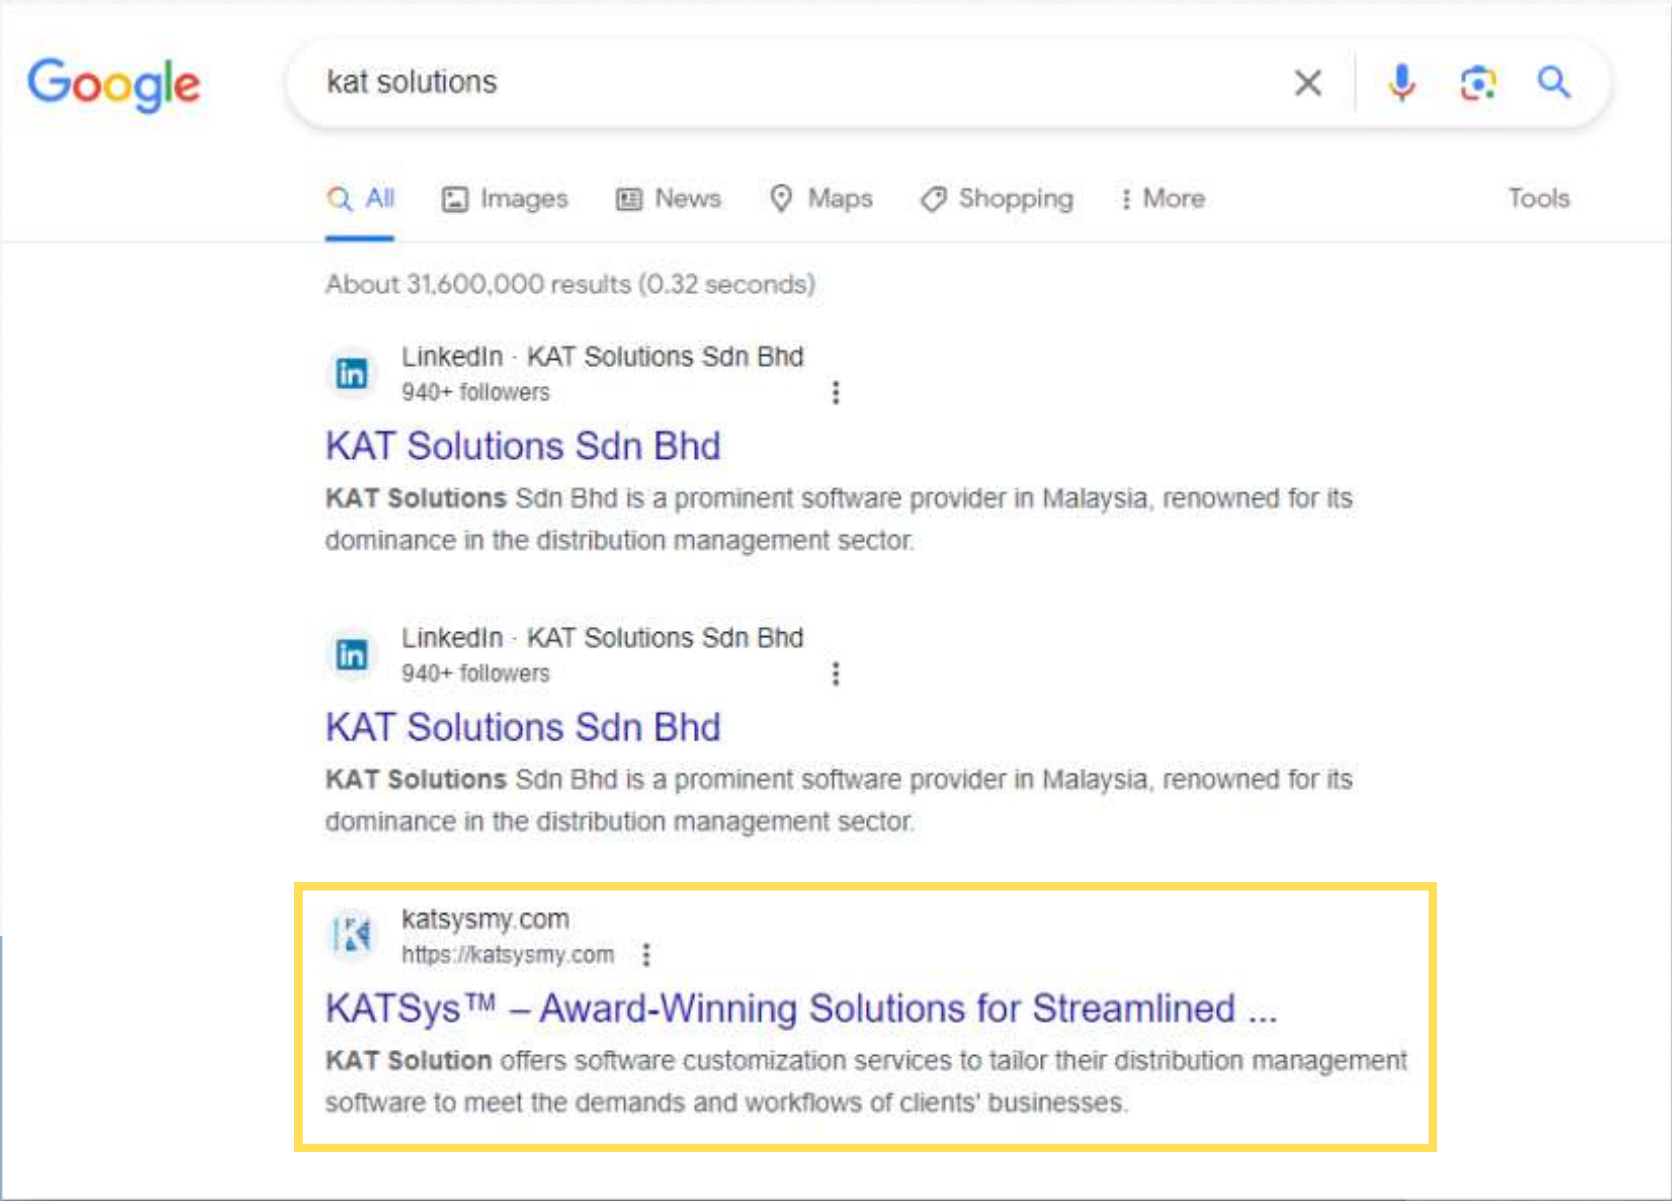 Google
kat solutions
All Images News Maps Shopping More Tools
About 31,600,000 results (0.32 seconds)
in
LinkedIn · KAT Solutions Sdn Bhd
940+ followers
KAT Solutions Sdn Bhd
KAT Solutions Sdn Bhd is a prominent software provider in Malaysia, renowned for its
dominance in the distribution management sector.
in
LinkedIn · KAT Solutions Sdn Bhd
940+ followers
KAT Solutions Sdn Bhd
KAT Solutions Sdn Bhd is a prominent software provider in Malaysia, renowned for its
dominance in the distribution management sector.
K
katsysmy.com
https://katsysmy.com
KATSys™ – Award-Winning Solutions for Streamlined ...
KAT Solution offers software customization services to tailor their distribution management
software to meet the demands and workflows of clients' businesses.